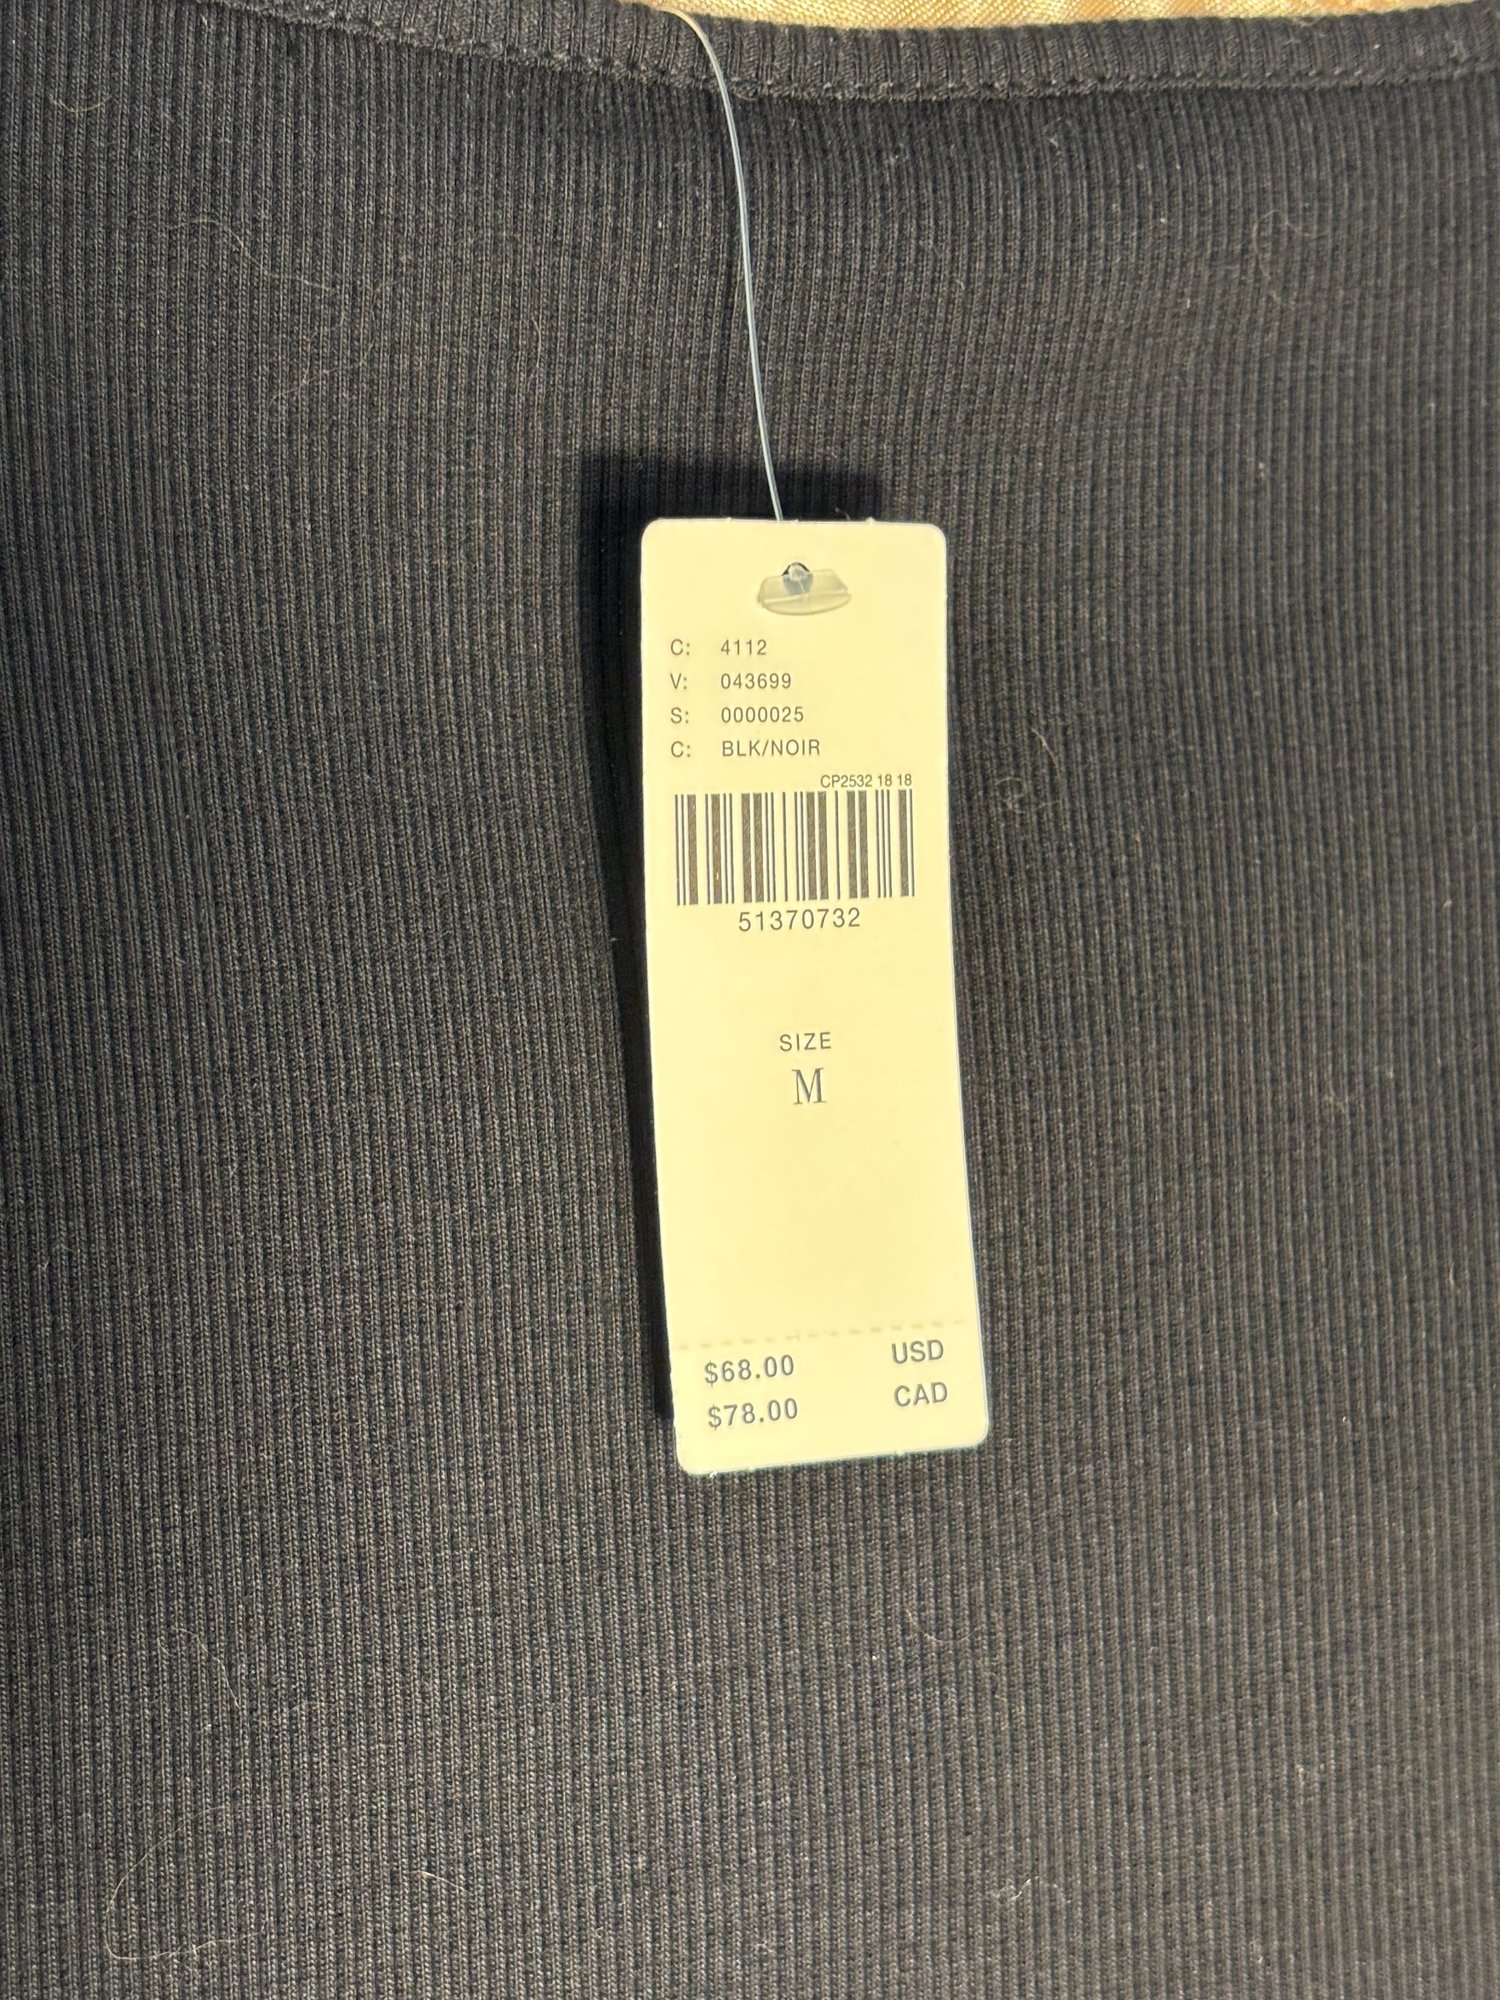 C: 4112
V: 043699
S: 0000025
C: BLK/NOIR
CP2532 18 18
51370732
SIZE
M
$68.00 USD
$78.00 CAD